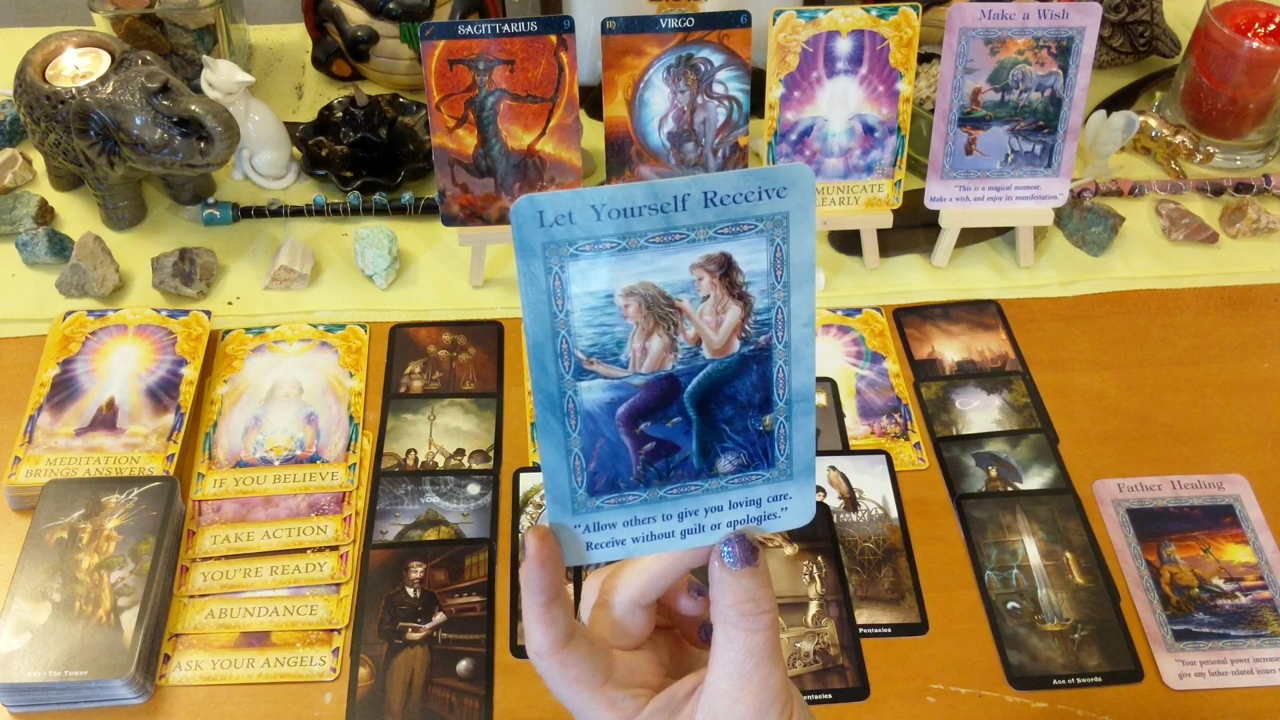 SAGITTARIUS 9
♍ VIRGO 6
MUNICATE
LEARLY
Make a Wish
"This is a magical moment.
Make a wish, and enjoy its manifestation."
Let Yourself Receive
"Allow others to give you loving care.
Receive without guilt or apologies."
MEDITATION
BRINGS ANSWERS
IF YOU BELIEVE
TAKE ACTION
YOU'RE READY
ABUNDANCE
ASK YOUR ANGELS
The Tower
Pentacles
entacles
Ace of Swords
Father Healing
"Your personal power increase
give any father-related issues